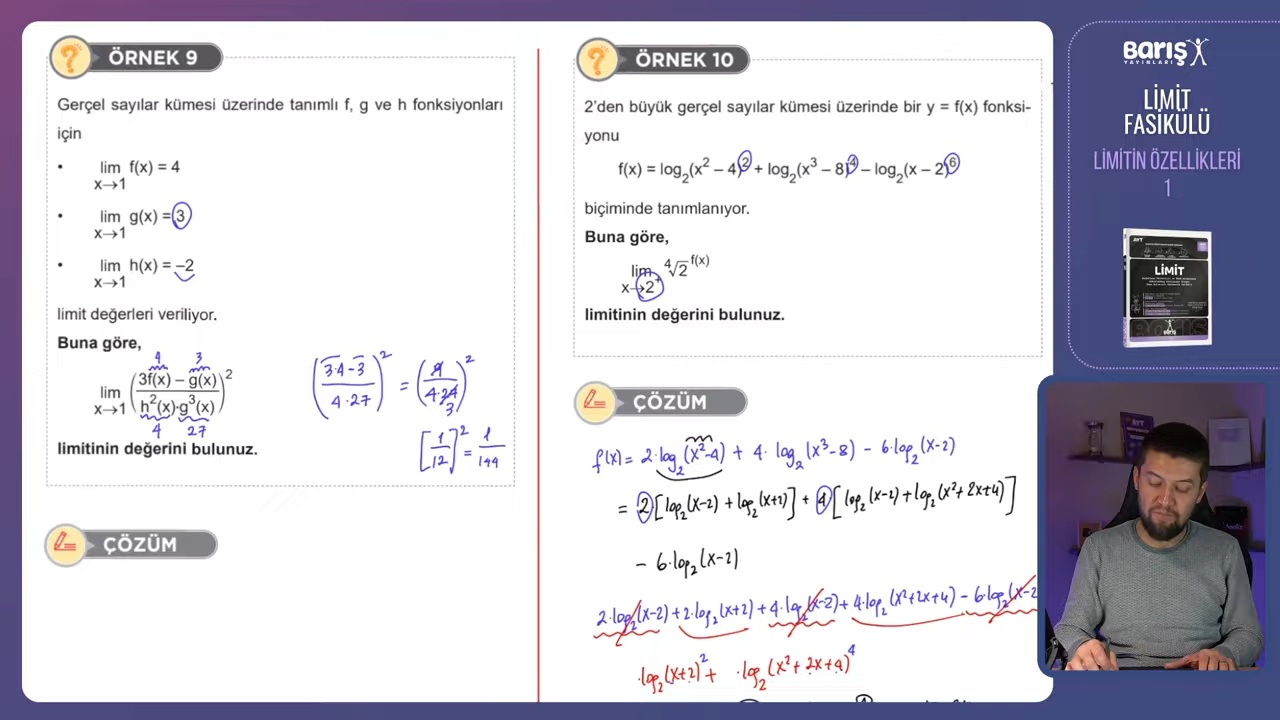 ÖRNEK 9
Gerçel sayılar kümesi üzerinde tanımlı f, g ve h fonksiyonları
için
• lim f(x) = 4
x→1
• lim g(x) = 3
x→1
• lim h(x) = –2
x→1
limit değerleri veriliyor.
Buna göre,
4 3
lim (3f(x) – g(x) / h²(x)·g³(x))²
x→1
4 27
limitinin değerini bulunuz.
(3·4-3 / 4·27)² = (9 / 4·27 3)²
[1/12]² = 1/144
ÇÖZÜM
ÖRNEK 10
2'den büyük gerçel sayılar kümesi üzerinde bir y = f(x) fonksi-
yonu
f(x) = log₂(x² – 4)² + log₂(x³ – 8)⁴ – log₂(x – 2)⁶
biçiminde tanımlanıyor.
Buna göre,
lim ⁴√2^f(x)
x→2⁺
limitinin değerini bulunuz.
ÇÖZÜM
f(x) = 2·log₂(x²-4) + 4·log₂(x³-8) – 6·log₂(x-2)
= 2[log₂(x-2) + log₂(x+2)] + 4[log₂(x-2) + log₂(x²+2x+4)]
– 6·log₂(x-2)
2·log₂(x-2) + 2·log₂(x+2) + 4·log₂(x-2) + 4·log₂(x²+2x+4) – 6·log₂(x-2
·log₂(x+2)² + ·log₂(x²+2x+4)⁴
BARIŞ
YAYINLARI
LİMİT
FASİKÜLÜ
LİMİTİN ÖZELLİKLERİ
1
AYT
LİMİT
BARIŞ